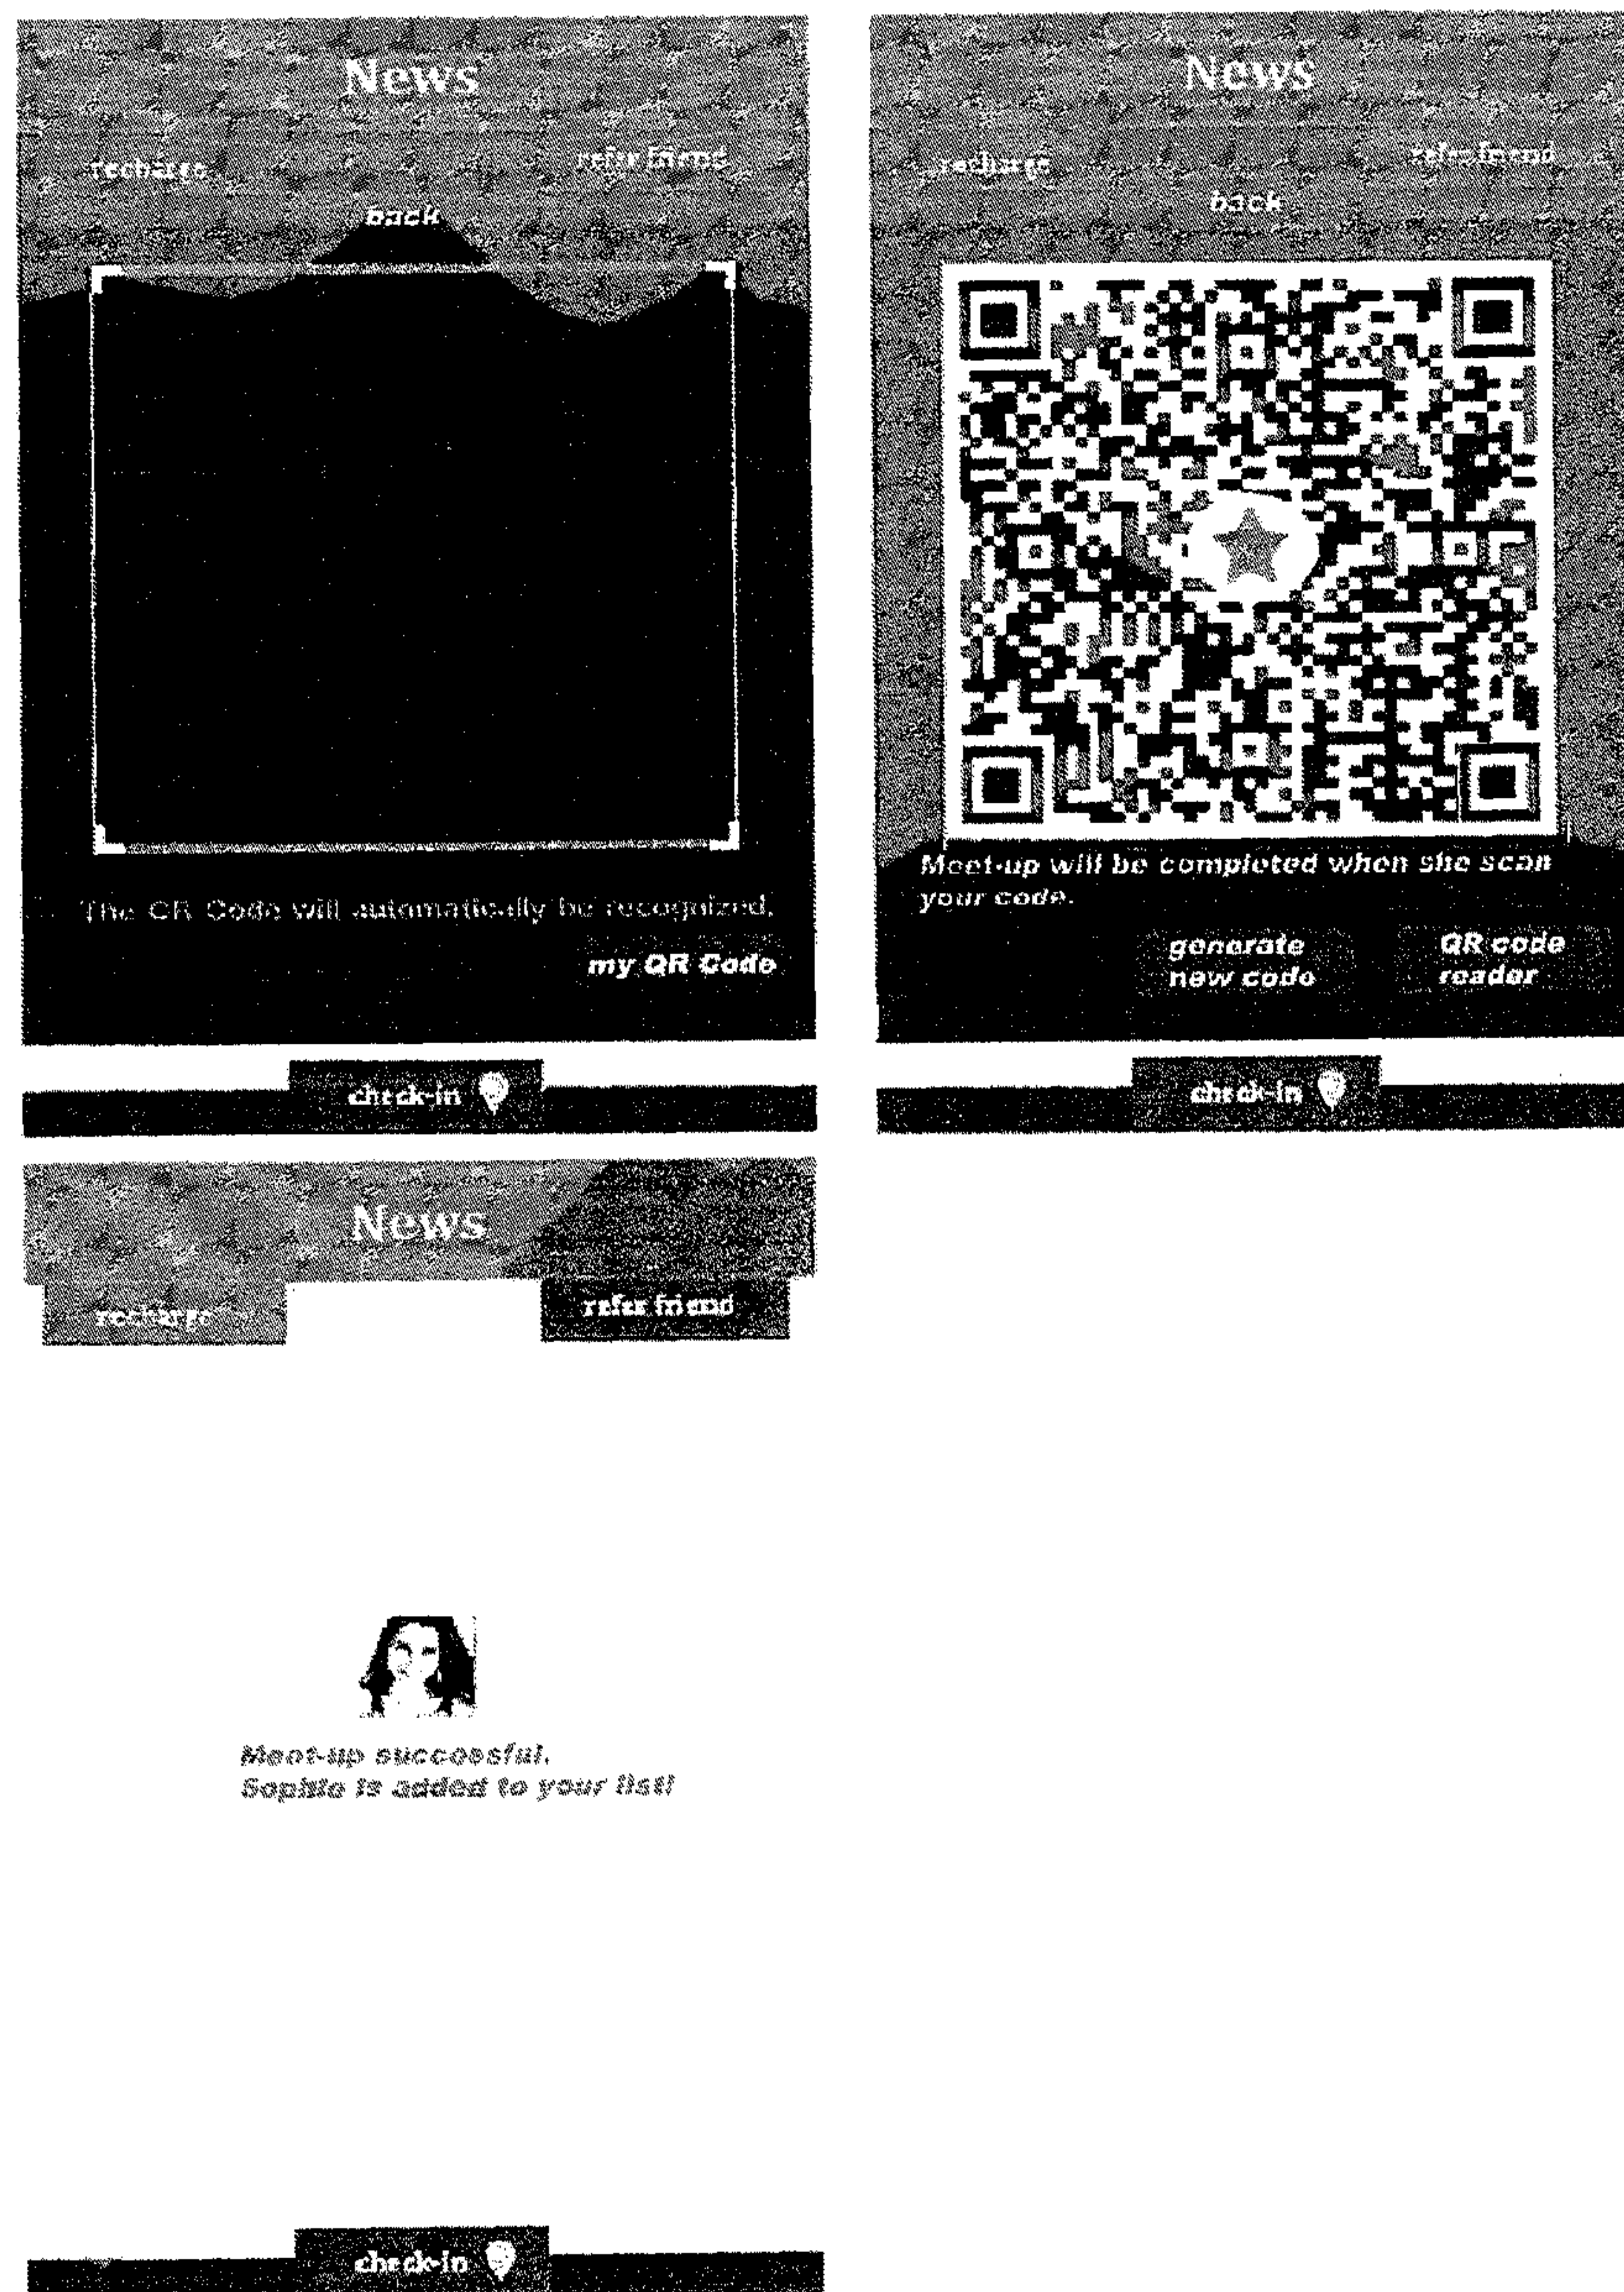 News
recharge
refer friend
back
The QR Code will automatically be recognized.
my QR Code
check-in
News
recharge
refer friend
back
Meet-up will be completed when she scan
your code.
generate
new code
QR code
reader
check-in
News
recharge
refer friend
Meet-up successful.
Sophie is added to your list!
check-in